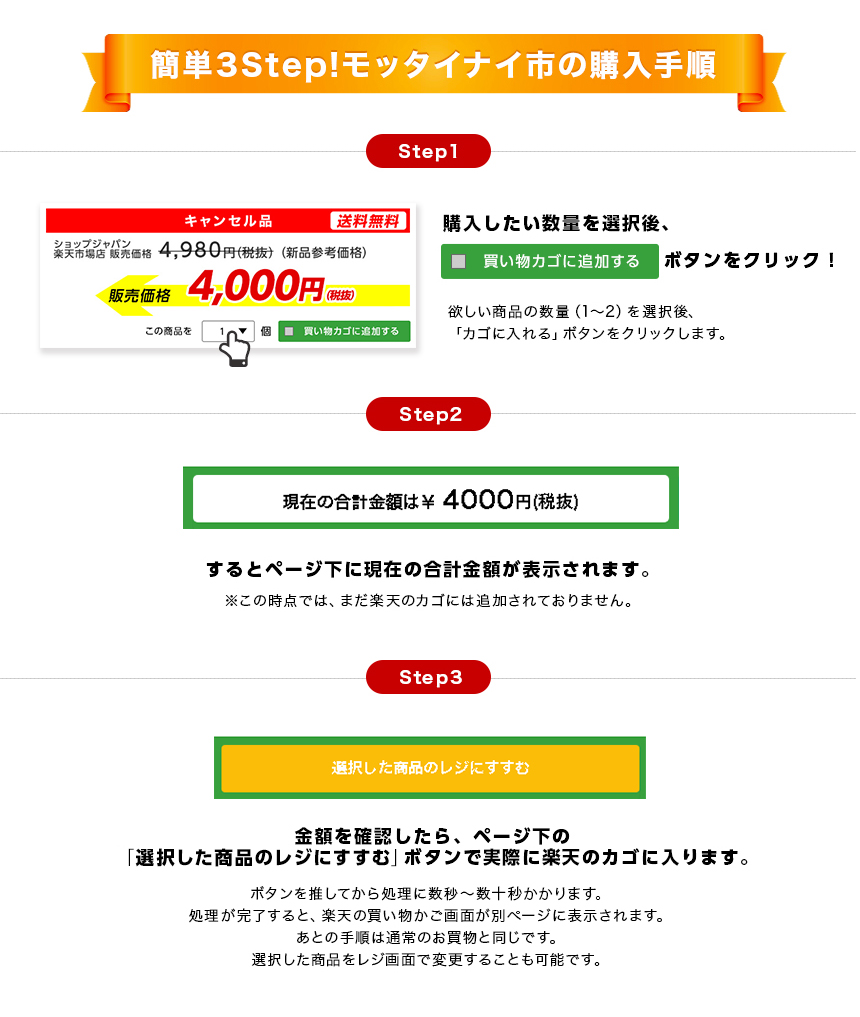 簡単3Step!モッタイナイ市の購入手順
Step1
キャンセル品
送料無料
ショップジャパン
楽天市場店 販売価格 4,980円(税抜) (新品参考価格)
販売価格 4,000円(税抜)
この商品を 1 ▼ 個 買い物カゴに追加する
購入したい数量を選択後、
買い物カゴに追加する ボタンをクリック!
欲しい商品の数量(1〜2)を選択後、
「カゴに入れる」ボタンをクリックします。
Step2
現在の合計金額は¥ 4000円(税抜)
するとページ下に現在の合計金額が表示されます。
※この時点では、まだ楽天のカゴには追加されておりません。
Step3
選択した商品のレジにすすむ
金額を確認したら、ページ下の
「選択した商品のレジにすすむ」ボタンで実際に楽天のカゴに入ります。
ボタンを推してから処理に数秒〜数十秒かかります。
処理が完了すると、楽天の買い物かご画面が別ページに表示されます。
あとの手順は通常のお買物と同じです。
選択した商品をレジ画面で変更することも可能です。